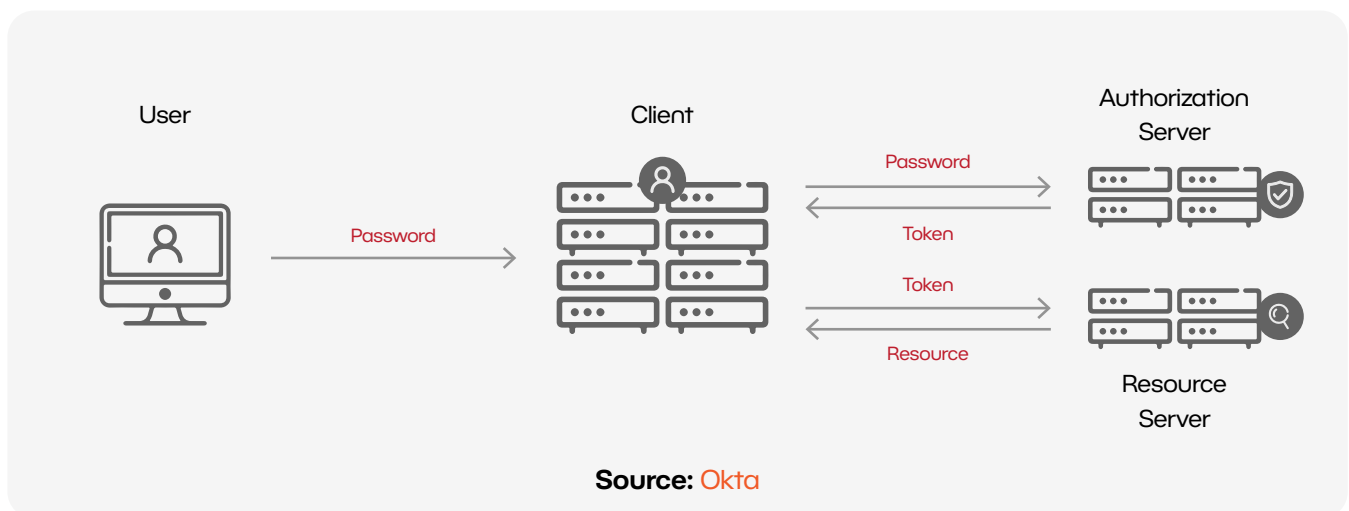 User
Client
Authorization
Server
Password
Password
Token
Token
Resource
Resource
Server
Source: Okta